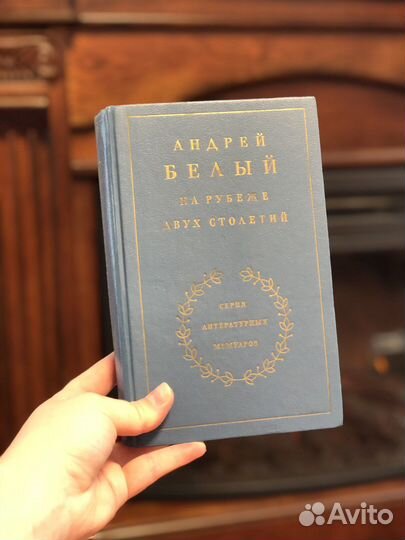 АНДРЕЙ
БЕЛЫЙ
НА РУБЕЖЕ
ДВУХ СТОЛЕТИЙ
СЕРИЯ
ЛИТЕРАТУРНЫХ
МЕМУАРОВ
Avito